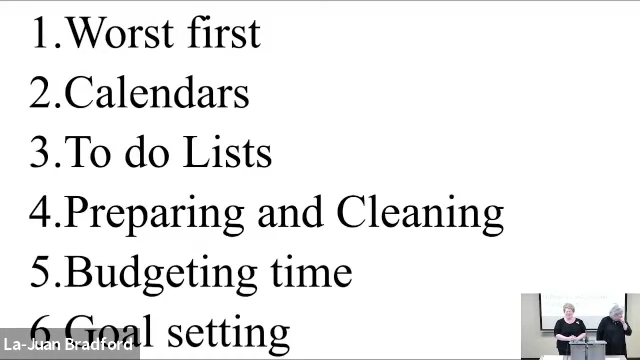 1.Worst first
2.Calendars
3.To do Lists
4.Preparing and Cleaning
5.Budgeting time
6.Goal setting
La-Juan Bradford